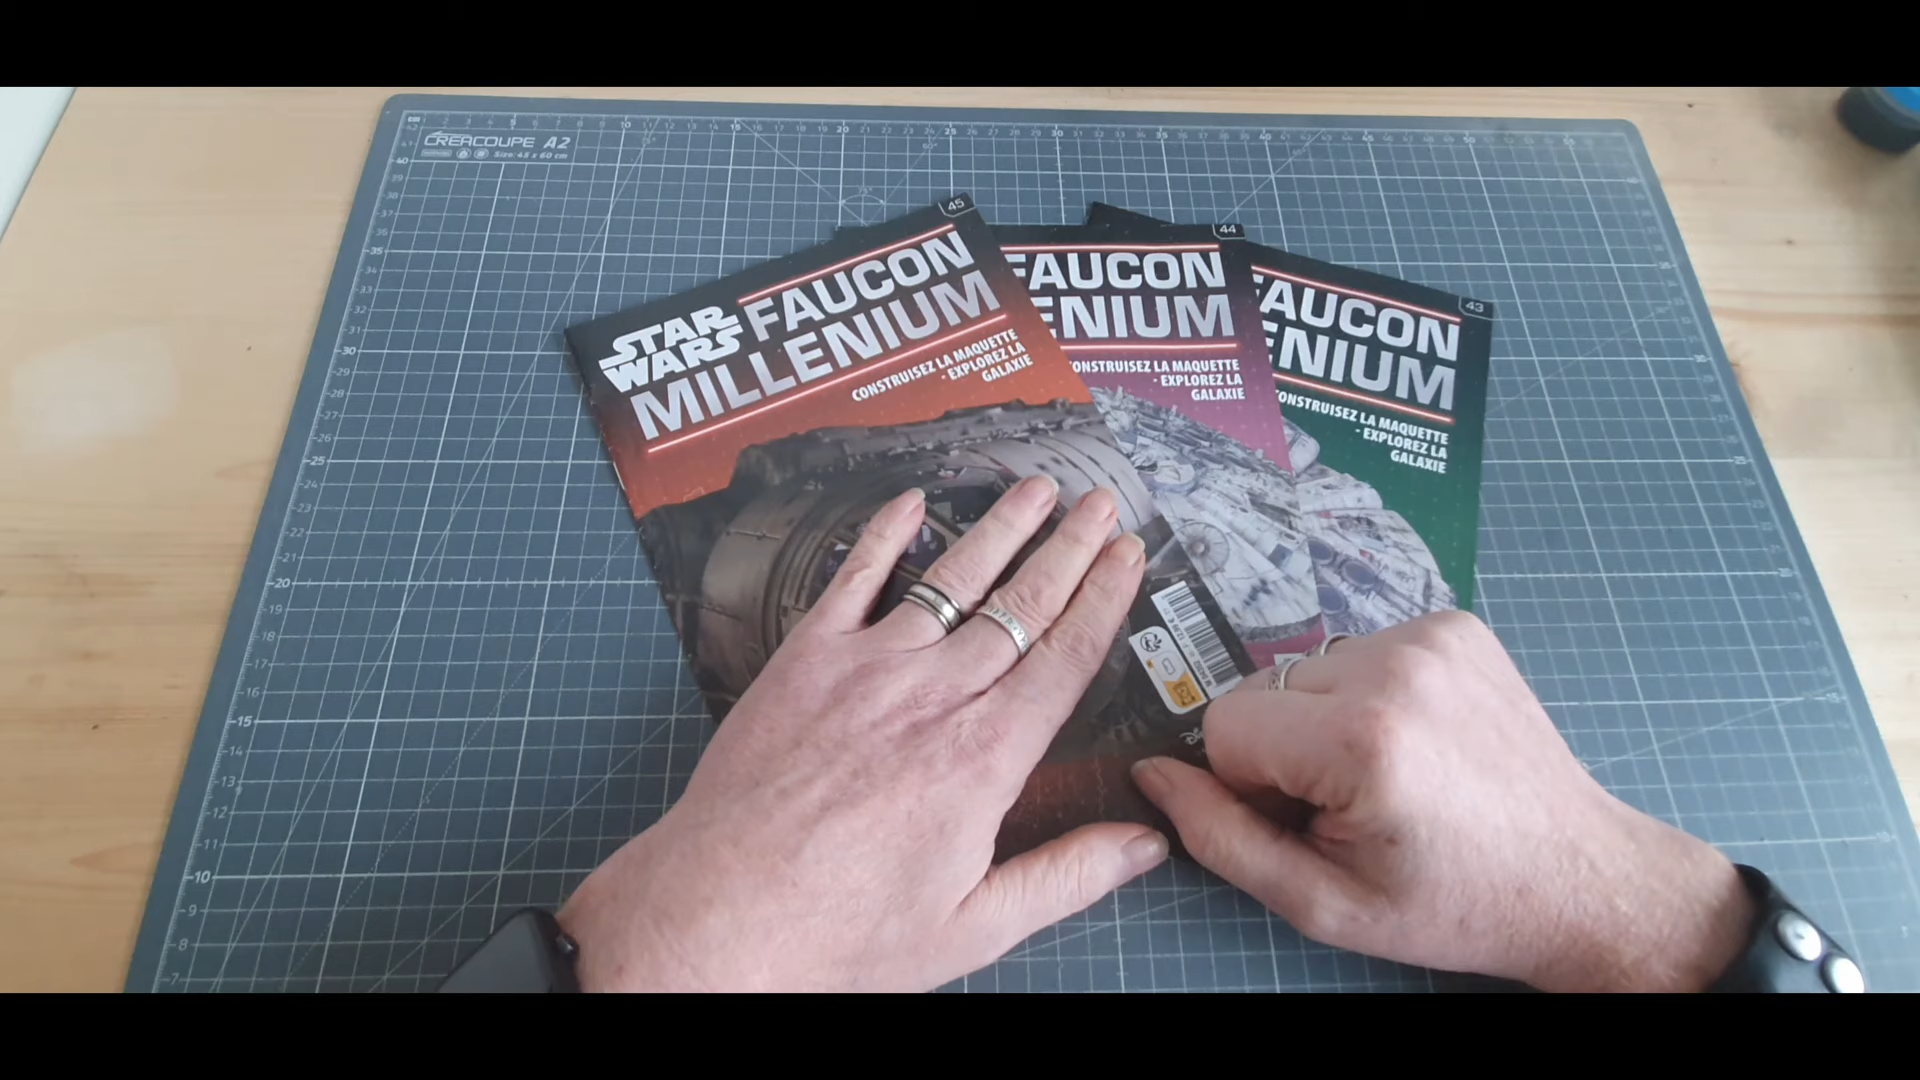 CREACOUPE A2
Size: 45 x 60 cm
45
STAR
WARS
FAUCON
MILLENIUM
CONSTRUISEZ LA MAQUETTE
- EXPLOREZ LA
GALAXIE
44
FAUCON
ENIUM
CONSTRUISEZ LA MAQUETTE
- EXPLOREZ LA
GALAXIE
43
FAUCON
ENIUM
CONSTRUISEZ LA MAQUETTE
- EXPLOREZ LA
GALAXIE